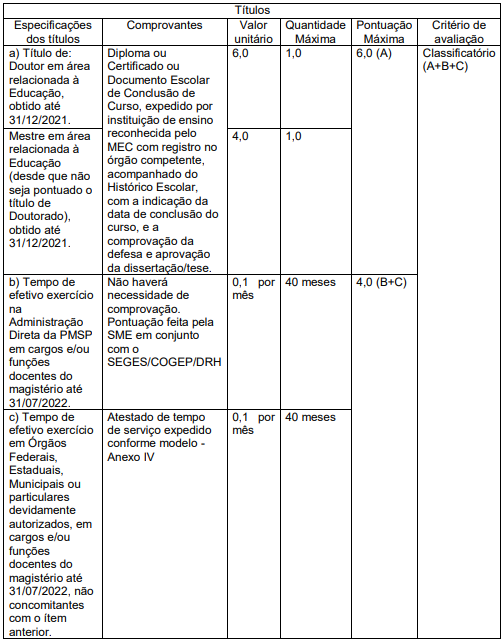 Títulos
Especificações
dos títulos
Comprovantes
Valor
unitário
Quantidade
Máxima
Pontuação
Máxima
Critério de
avaliação
a) Título de:
Doutor em área
relacionada à
Educação,
obtido até
31/12/2021.
Diploma ou
Certificado ou
Documento Escolar
de Conclusão de
Curso, expedido por
instituição de ensino
reconhecida pelo
MEC com registro no
órgão competente,
acompanhado do
Histórico Escolar,
com a indicação da
data de conclusão do
curso, e a
comprovação da
defesa e aprovação
da dissertação/tese.
6,0
1,0
6,0 (A)
Classificatório
(A+B+C)
Mestre em área
relacionada à
Educação
(desde que não
seja pontuado o
título de
Doutorado),
obtido até
31/12/2021.
4,0
1,0
b) Tempo de
efetivo exercício
na
Administração
Direta da PMSP
em cargos e/ou
funções
docentes do
magistério até
31/07/2022.
Não haverá
necessidade de
comprovação.
Pontuação feita pela
SME em conjunto
com o
SEGES/COGEP/DRH
0,1 por
mês
40 meses
4,0 (B+C)
c) Tempo de
efetivo exercício
em Órgãos
Federais,
Estaduais,
Municipais ou
particulares
devidamente
autorizados, em
cargos e/ou
funções
docentes do
magistério até
31/07/2022, não
concomitantes
com o ítem
anterior.
Atestado de tempo
de serviço expedido
conforme modelo -
Anexo IV
0,1 por
mês
40 meses